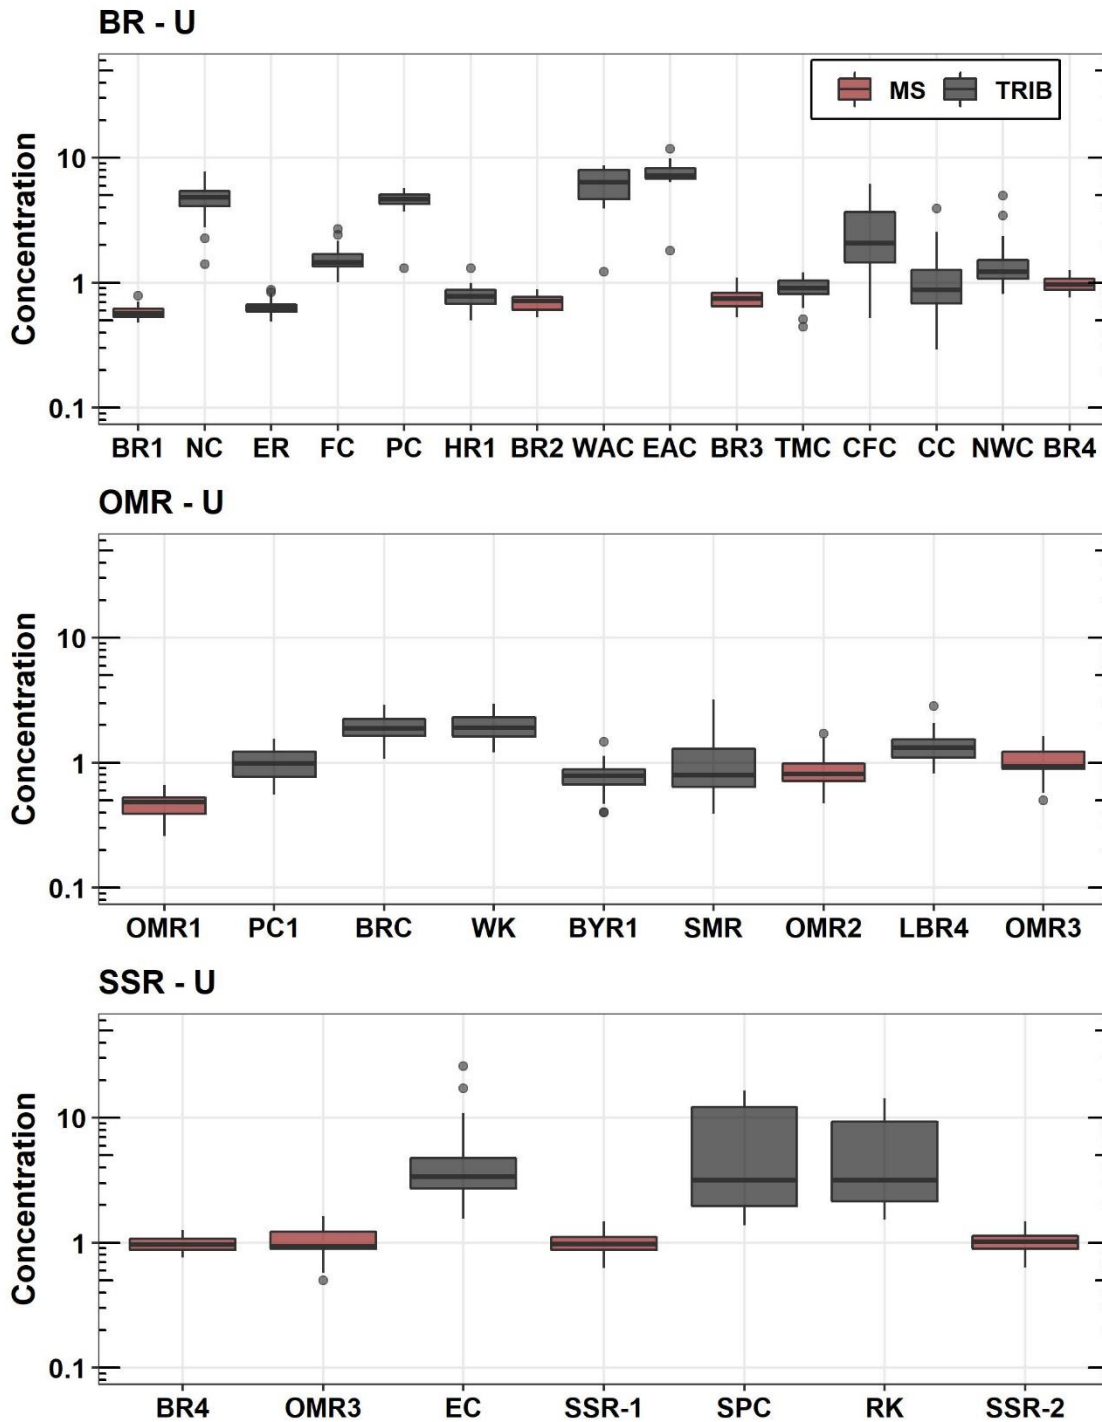 BR - U
MS TRIB
Concentration
10
1
0.1
BR1 NC ER FC PC HR1 BR2 WAC EAC BR3 TMC CFC CC NWC BR4
OMR - U
Concentration
10
1
0.1
OMR1 PC1 BRC WK BYR1 SMR OMR2 LBR4 OMR3
SSR - U
Concentration
10
1
0.1
BR4 OMR3 EC SSR-1 SPC RK SSR-2